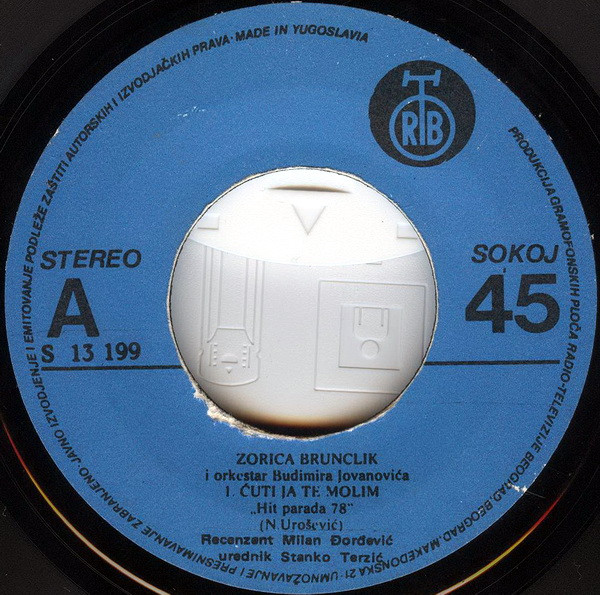 PRODUKCIJA GRAMOFONSKIH PLOČA RADIO-TELEVIZIJE BEOGRAD, BEOGRAD, MAKEDONSKA 21 · UMNOŽAVANJE I PRESNIMAVANJE ZABRANJENO · JAVNO IZVODJENJE I EMITOVANJE PODLEŽE ZAŠTITI AUTORSKIH I IZVODJAČKIH PRAVA · MADE IN YUGOSLAVIA
RTB
STEREO
SOKOJ
A
45
S 13 199
ZORICA BRUNCLIK
i orkestar Budimira Jovanovića
1. ĆUTI JA TE MOLIM
„Hit parada 78”
(N. Urošević)
Recenzent Milan Đorđević
urednik Stanko Terzić